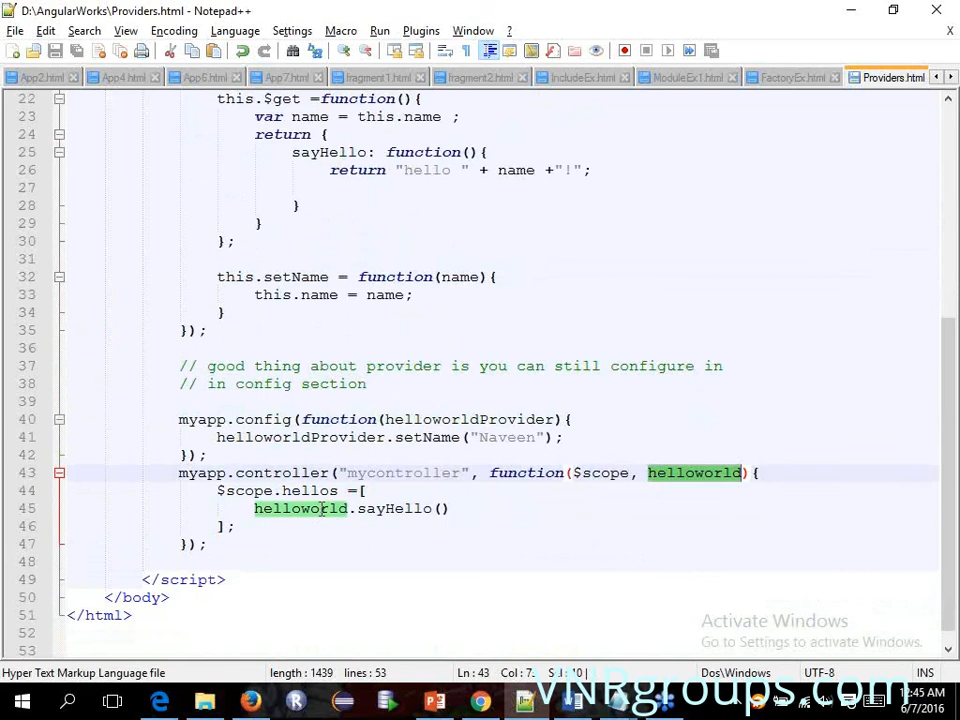 D:\AngularWorks\Providers.html - Notepad++
File Edit Search View Encoding Language Settings Macro Run Plugins Window ? X
App2.html App4.html App6.html App7.html fragment1.html fragment2.html IncludeEx.html ModuleEx1.html FactoryEx.html Providers.html
22 this.$get =function(){
23 var name = this.name ;
24 return {
25 sayHello: function(){
26 return "hello " + name +"!";
27
28 }
29 }
30 };
31
32 this.setName = function(name){
33 this.name = name;
34 }
35 });
36
37 // good thing about provider is you can still configure in
38 // in config section
39
40 myapp.config(function(helloworldProvider){
41 helloworldProvider.setName("Naveen");
42 });
43 myapp.controller("mycontroller", function($scope, helloworld){
44 $scope.hellos =[
45 helloworld.sayHello()
46 ];
47 });
48
49 </script>
50 </body>
51 </html>
52
53
Activate Windows
Go to Settings to activate Windows.
Hyper Text Markup Language file length : 1439 lines : 53 Ln : 43 Dos\Windows UTF-8 INS
VNRgroups.com
12:45 AM
6/7/2016